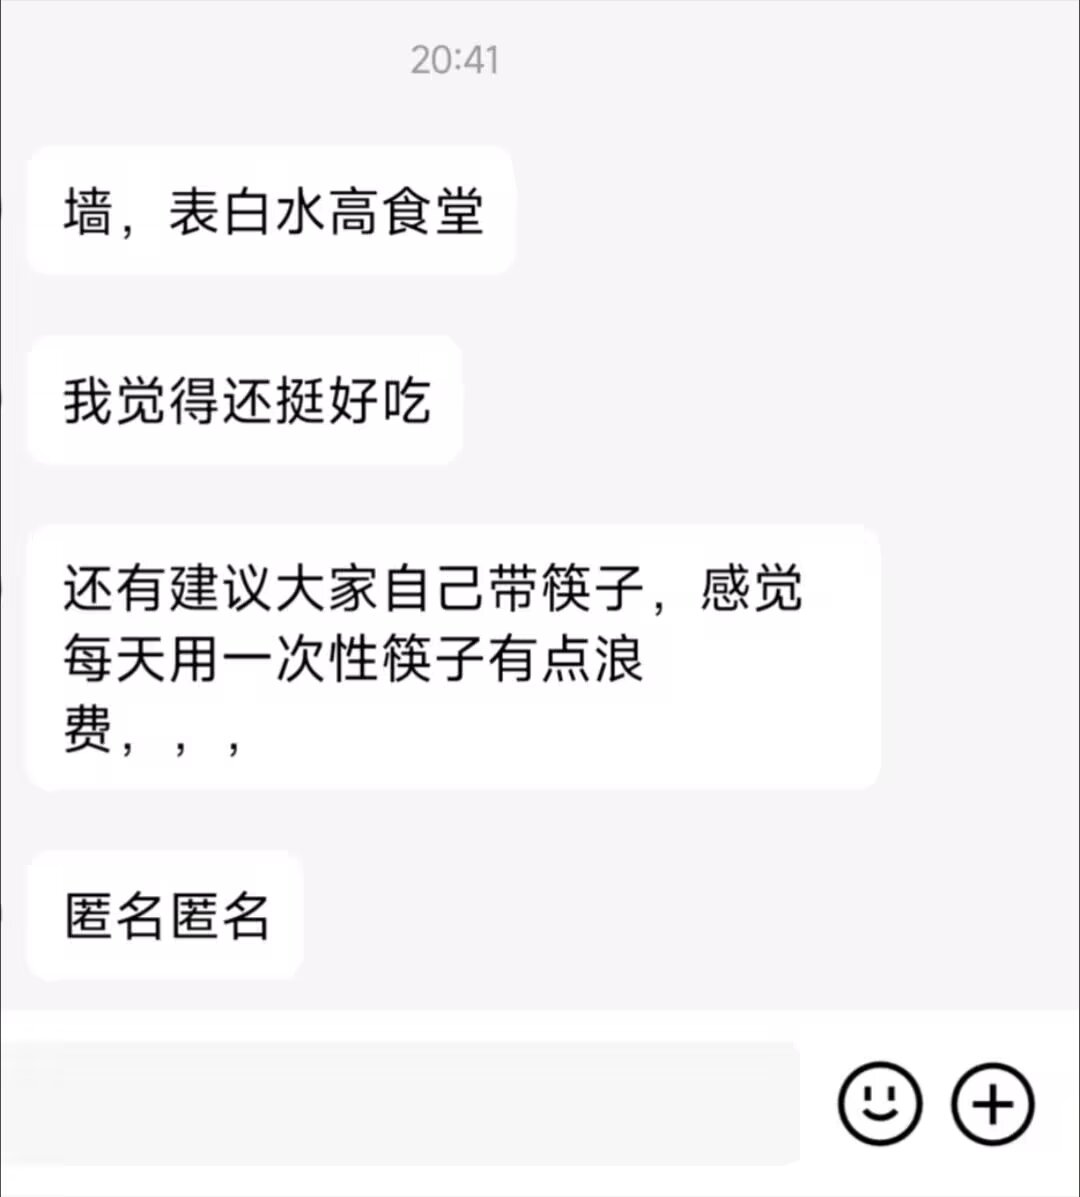 20:41
墙，表白水高食堂
我觉得还挺好吃
还有建议大家自己带筷子，感觉
每天用一次性筷子有点浪
费，，，
匿名匿名